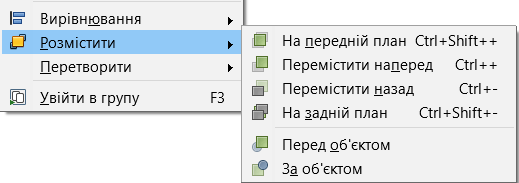 Вирівнювання
Розмістити
Перетворити
Увійти в групу F3
На передній план Ctrl+Shift++
Перемістити наперед Ctrl++
Перемістити назад Ctrl+-
На задній план Ctrl+Shift+-
Перед об'єктом
За об'єктом